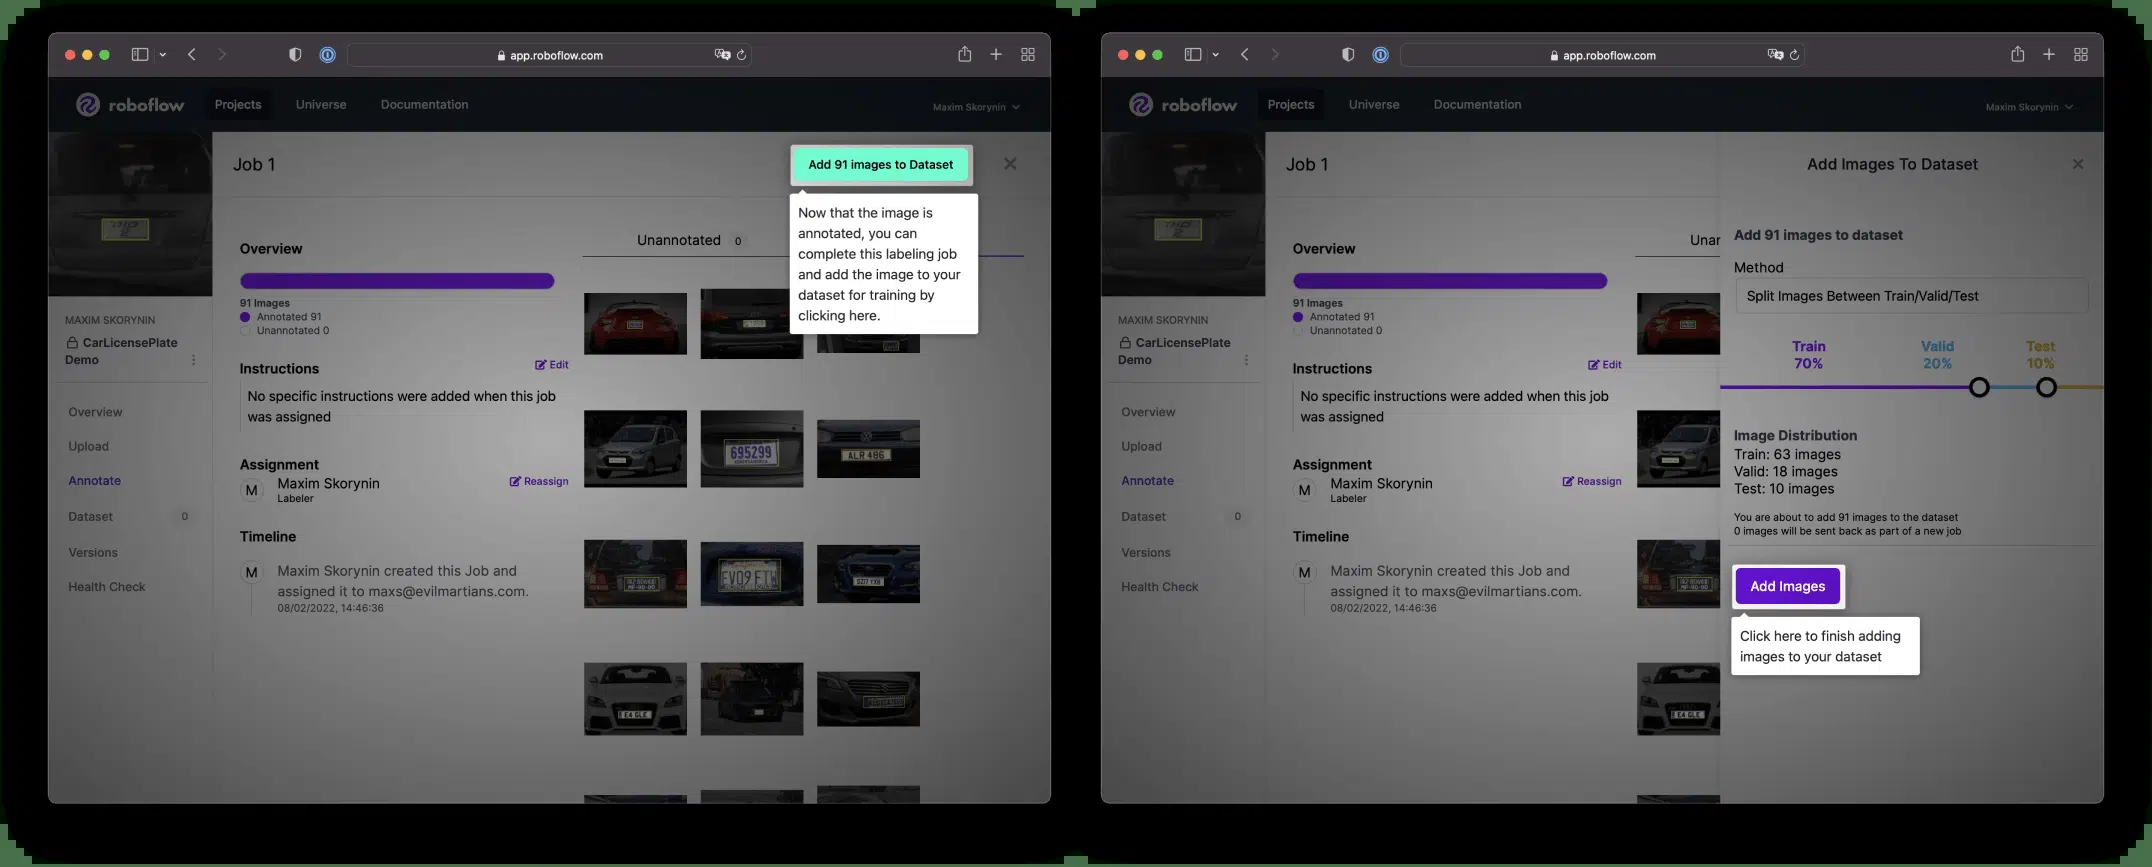 app.roboflow.com
roboflow
Projects
Universe
Documentation
Maxim Skorynin
Job 1
Add 91 images to Dataset
Now that the image is
annotated, you can
complete this labeling job
and add the image to your
dataset for training by
clicking here.
MAXIM SKORYNIN
CarLicensePlate
Demo
Overview
Upload
Annotate
Dataset 0
Versions
Health Check
Overview
91 Images
Annotated 91
Unannotated 0
Instructions
Edit
No specific instructions were added when this job
was assigned
Assignment
M
Maxim Skorynin
Labeler
Reassign
Timeline
M
Maxim Skorynin created this Job and
assigned it to maxs@evilmartians.com.
08/02/2022, 14:46:36
Unannotated 0
695299
ALR 486
EV09 ETW
E4 GLE
app.roboflow.com
roboflow
Projects
Universe
Documentation
Maxim Skorynin
Job 1
MAXIM SKORYNIN
CarLicensePlate
Demo
Overview
Upload
Annotate
Dataset 0
Versions
Health Check
Overview
91 Images
Annotated 91
Unannotated 0
Instructions
Edit
No specific instructions were added when this job
was assigned
Assignment
M
Maxim Skorynin
Labeler
Reassign
Timeline
M
Maxim Skorynin created this Job and
assigned it to maxs@evilmartians.com.
08/02/2022, 14:46:36
Unar
E4 GLE
Add Images To Dataset
Add 91 images to dataset
Method
Split Images Between Train/Valid/Test
Train Valid Test
70% 20% 10%
Image Distribution
Train: 63 images
Valid: 18 images
Test: 10 images
You are about to add 91 images to the dataset
0 images will be sent back as part of a new job
Add Images
Click here to finish adding
images to your dataset